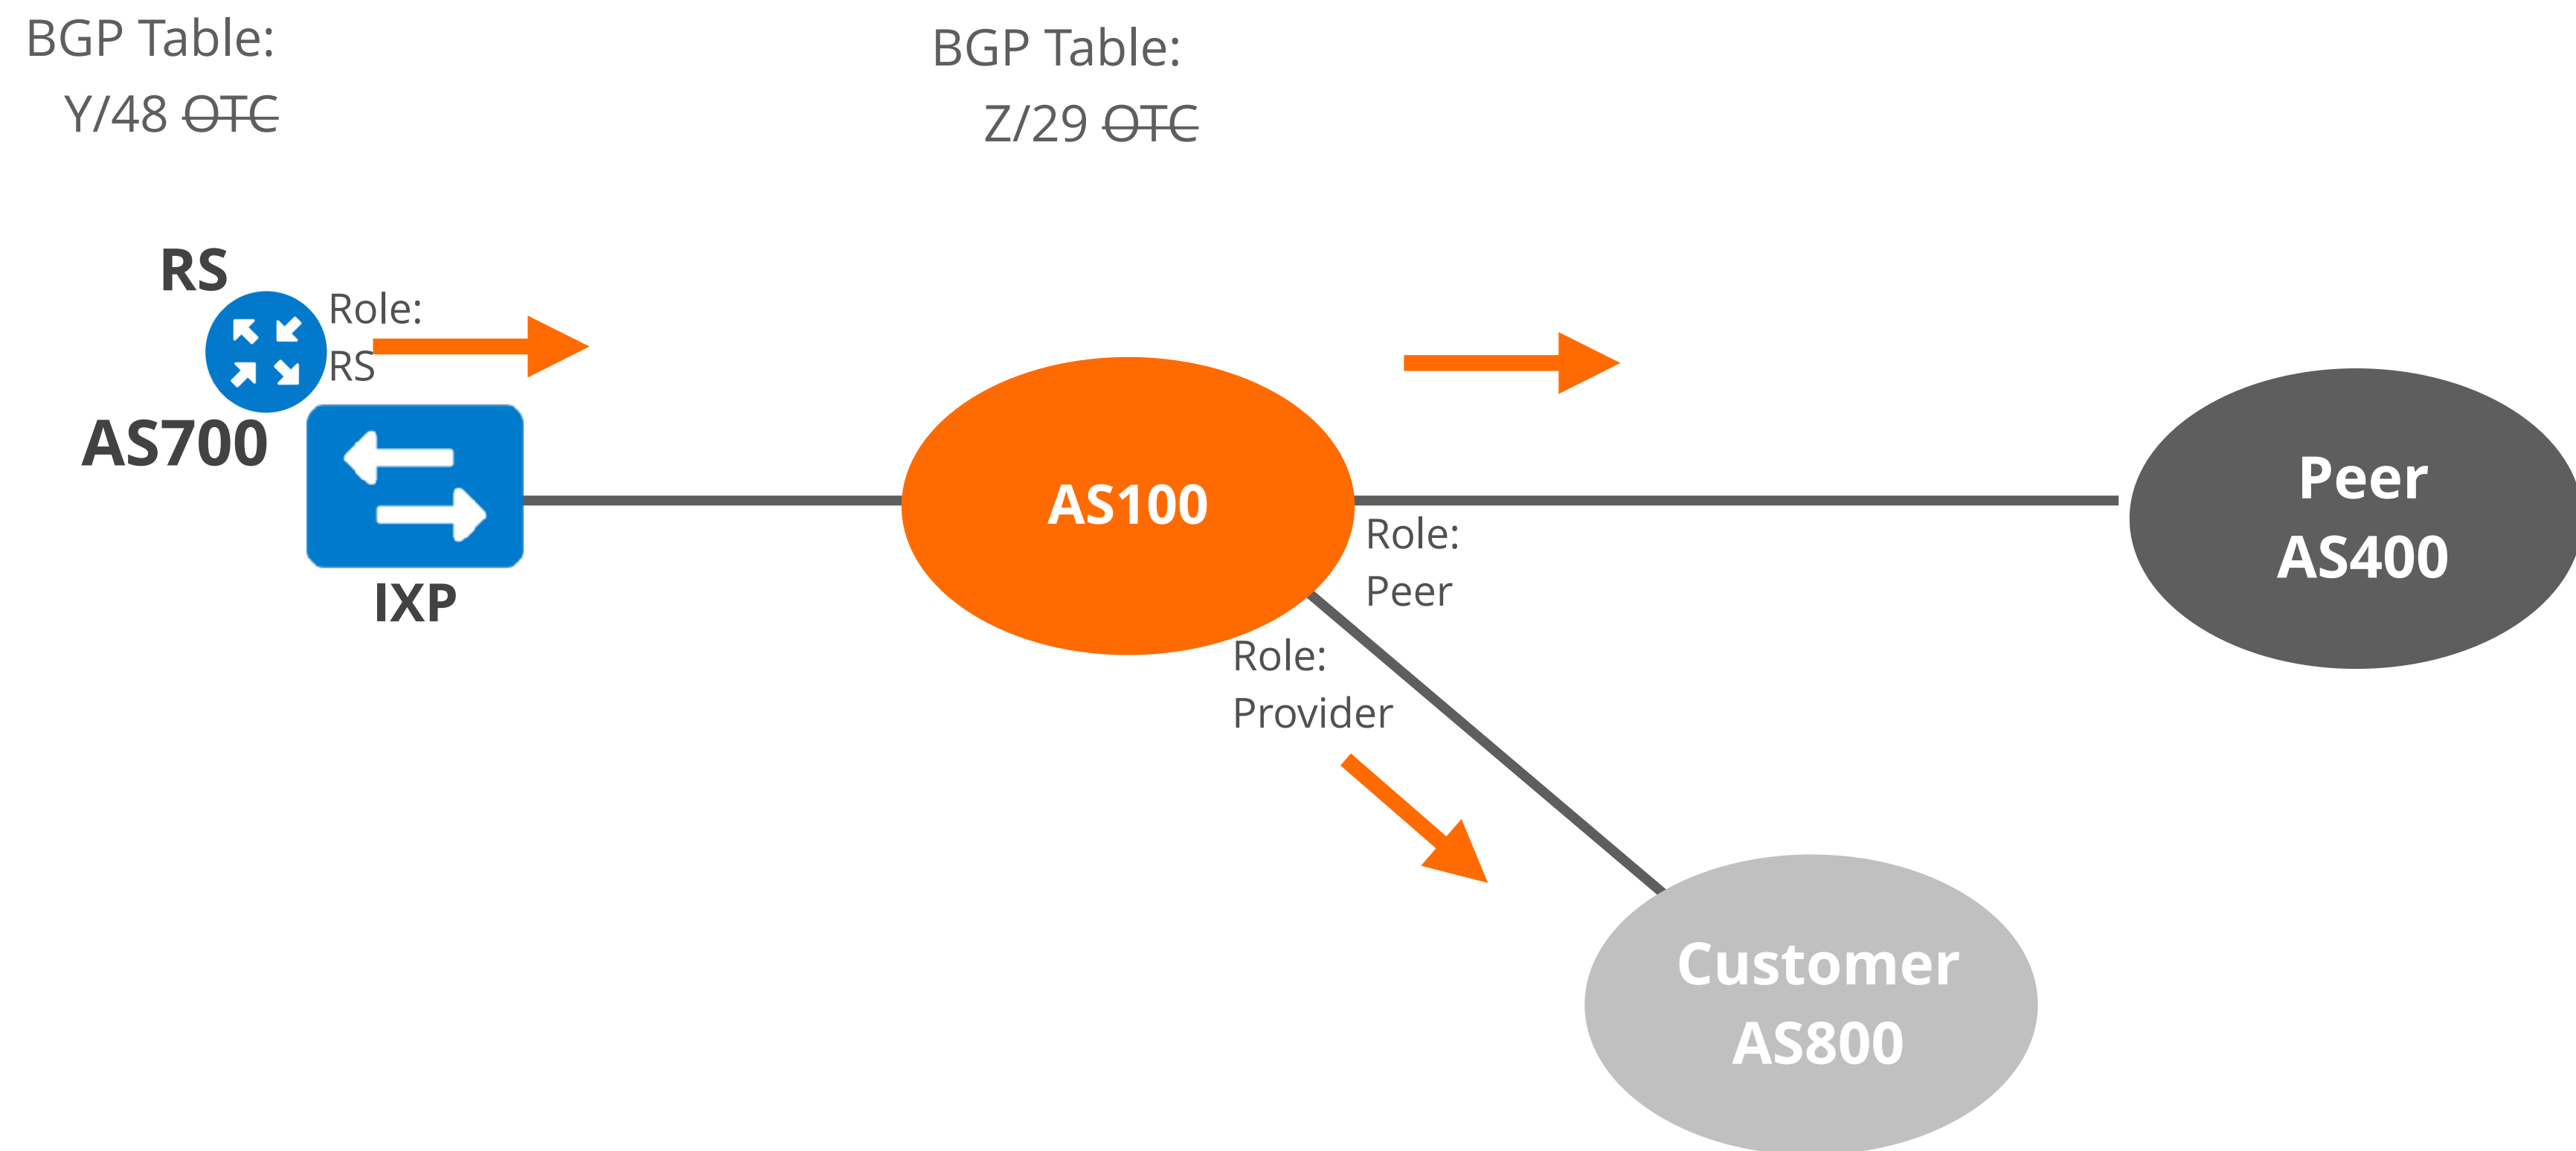 BGP Table:
Y/48 OTC
BGP Table:
Z/29 OTC
RS
Role:
RS
AS700
IXP
AS100
Role:
Peer
Peer
AS400
Role:
Provider
Customer
AS800